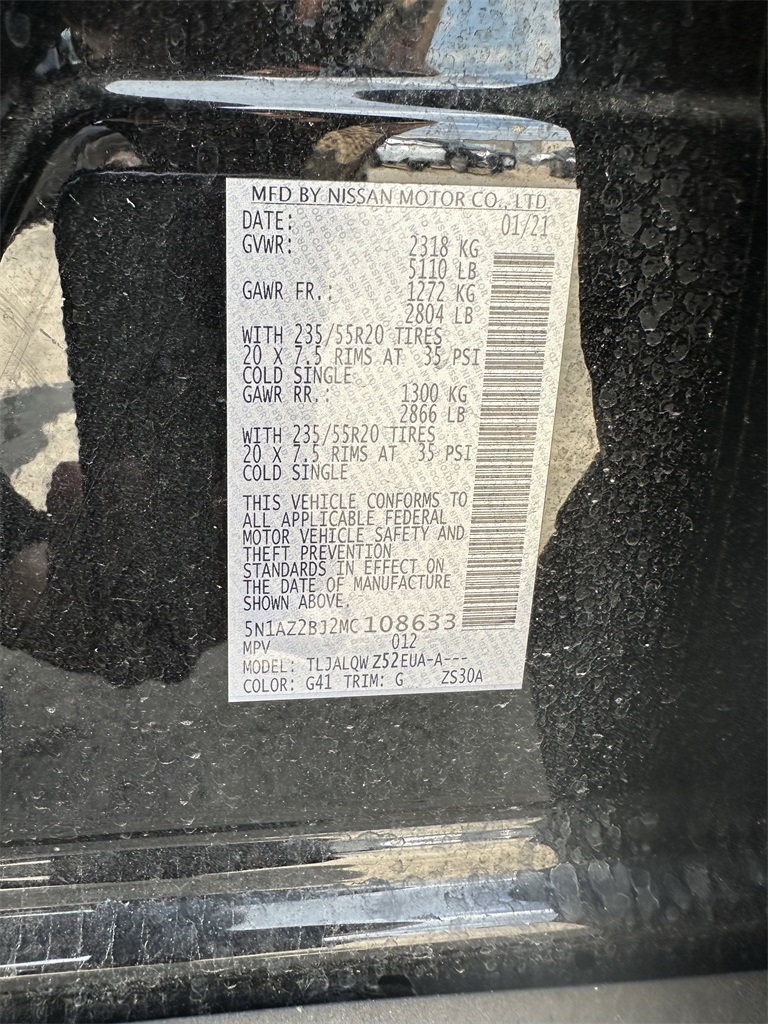 MFD BY NISSAN MOTOR CO., LTD.
DATE: 01/21
GVWR: 2318 KG
5110 LB
GAWR FR.: 1272 KG
2804 LB
WITH 235/55R20 TIRES
20 X 7.5 RIMS AT 35 PSI
COLD SINGLE
GAWR RR.: 1300 KG
2866 LB
WITH 235/55R20 TIRES
20 X 7.5 RIMS AT 35 PSI
COLD SINGLE
THIS VEHICLE CONFORMS TO
ALL APPLICABLE FEDERAL
MOTOR VEHICLE SAFETY AND
THEFT PREVENTION
STANDARDS IN EFFECT ON
THE DATE OF MANUFACTURE
SHOWN ABOVE.
5N1AZ2BJ2MC108633
MPV 012
MODEL: TLJALQWZ52EUA-A---
COLOR: G41 TRIM: G ZS30A